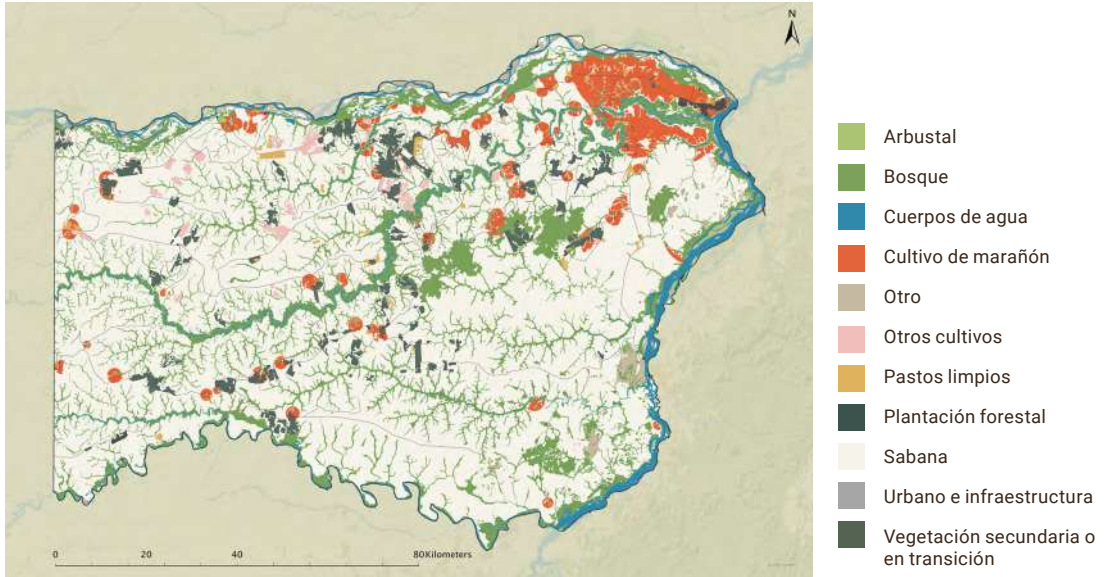 N
Arbustal
Bosque
Cuerpos de agua
Cultivo de marañón
Otro
Otros cultivos
Pastos limpios
Plantación forestal
Sabana
Urbano e infraestructura
Vegetación secundaria o
en transición
0 20 40 80Kilometers